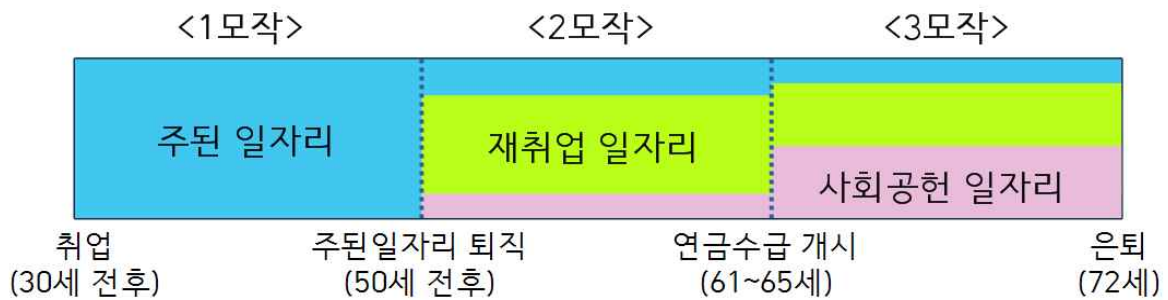 <1모작> <2모작> <3모작>
주된 일자리
재취업 일자리
사회공헌 일자리
취업 주된일자리 퇴직 연금수급 개시 은퇴
(30세 전후) (50세 전후) (61~65세) (72세)